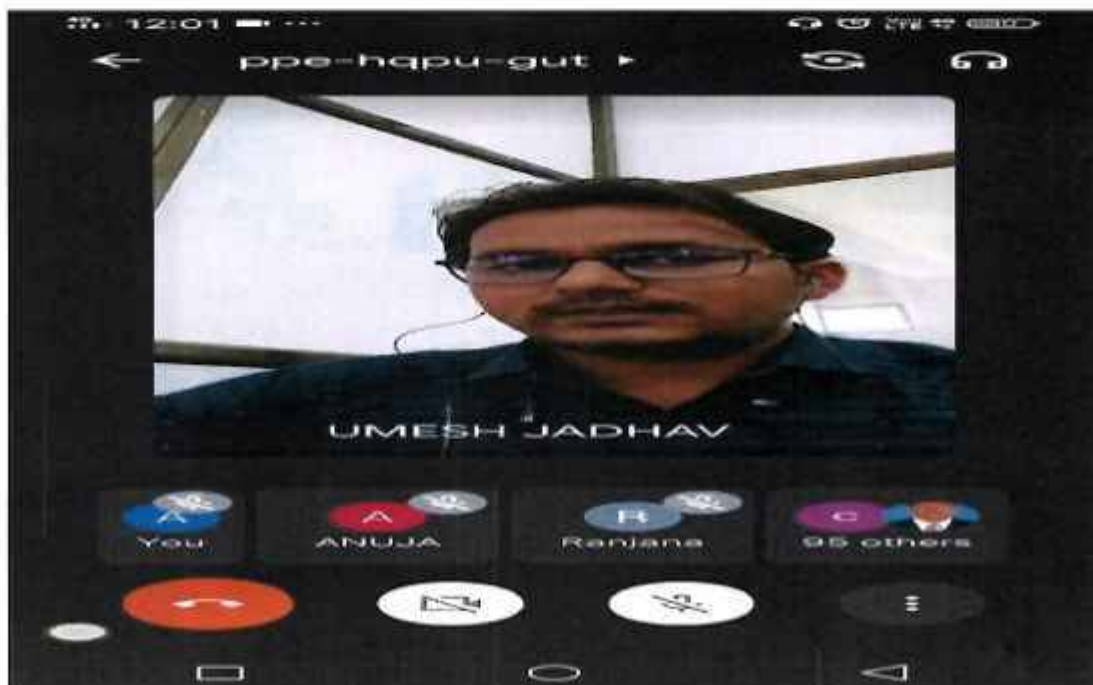 12:01
ppe-hqpu-gut
UMESH JADHAV
A A R C
You ANUJA Ranjana 95 others